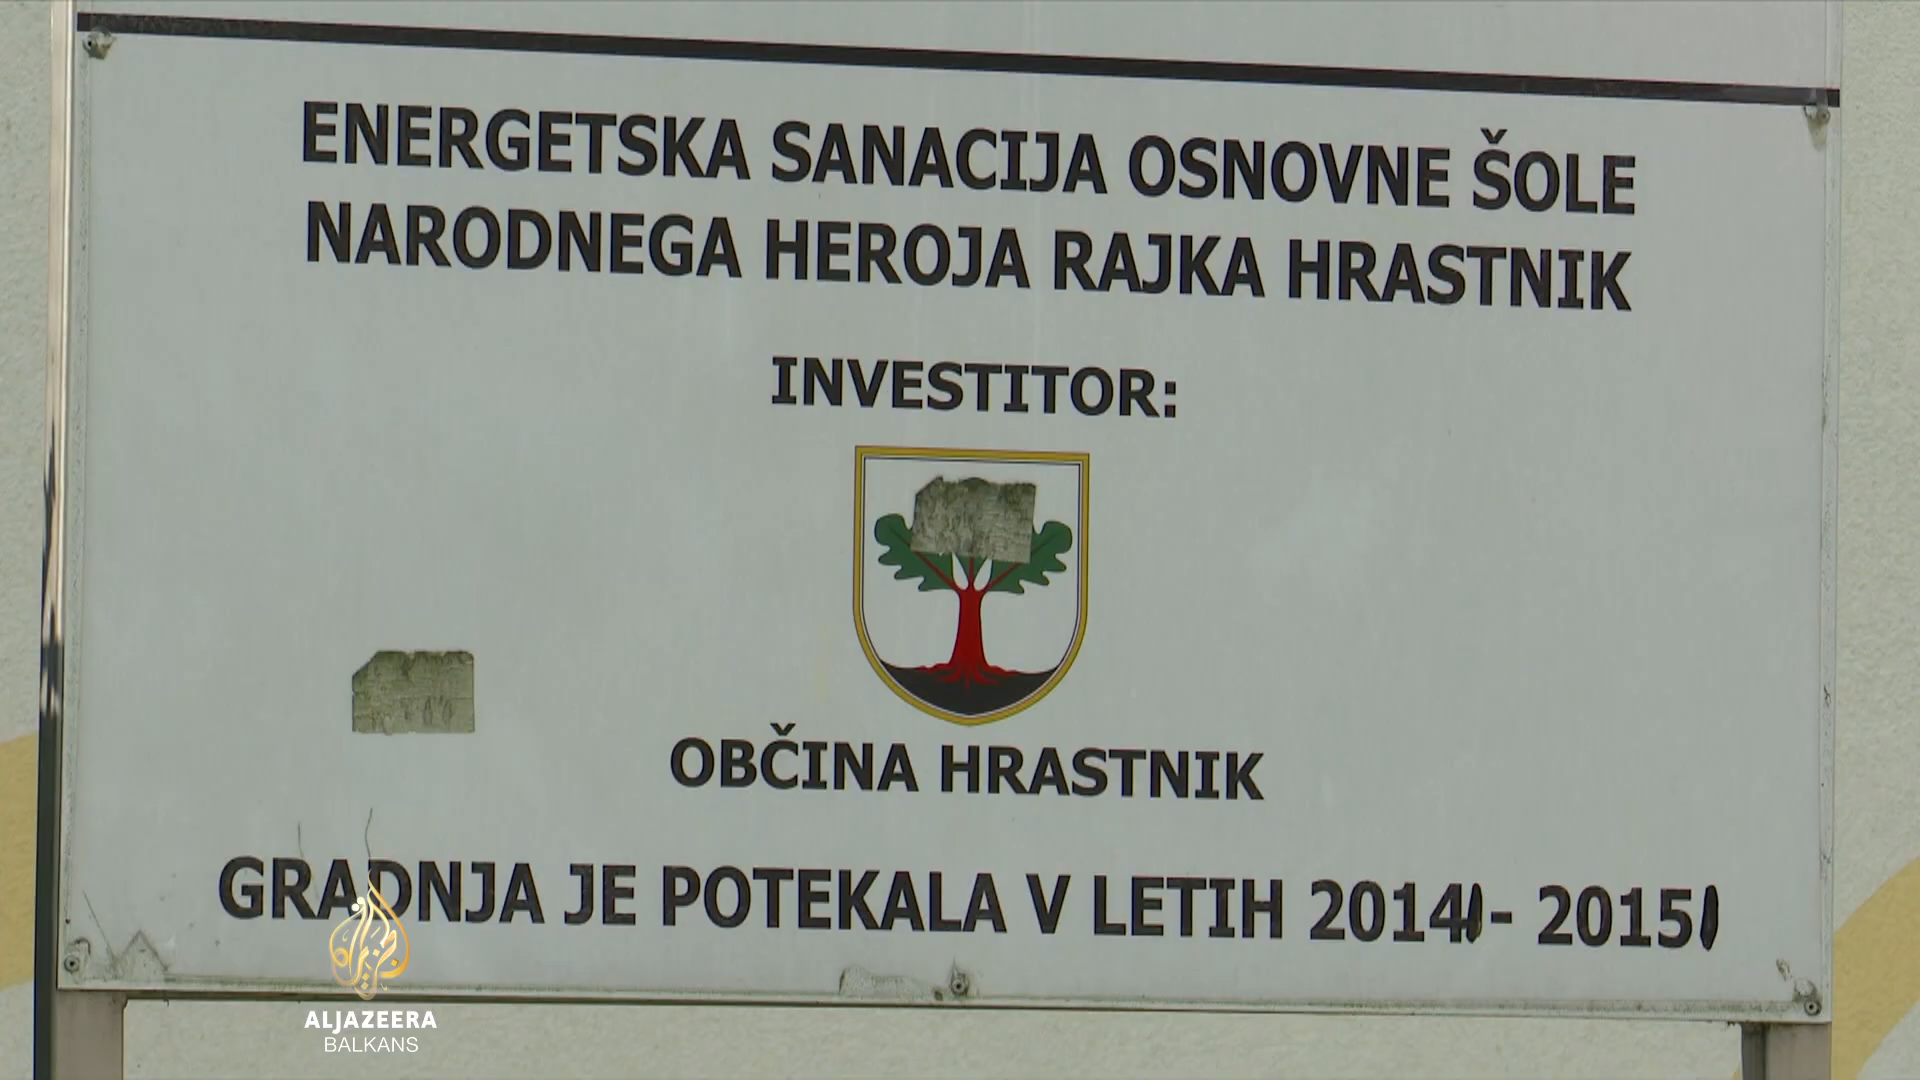 ENERGETSKA SANACIJA OSNOVNE ŠOLE
NARODNEGA HEROJA RAJKA HRASTNIK
INVESTITOR:
OBČINA HRASTNIK
GRADNJA JE POTEKALA V LETIH 2014 - 2015
ALJAZEERA
BALKANS